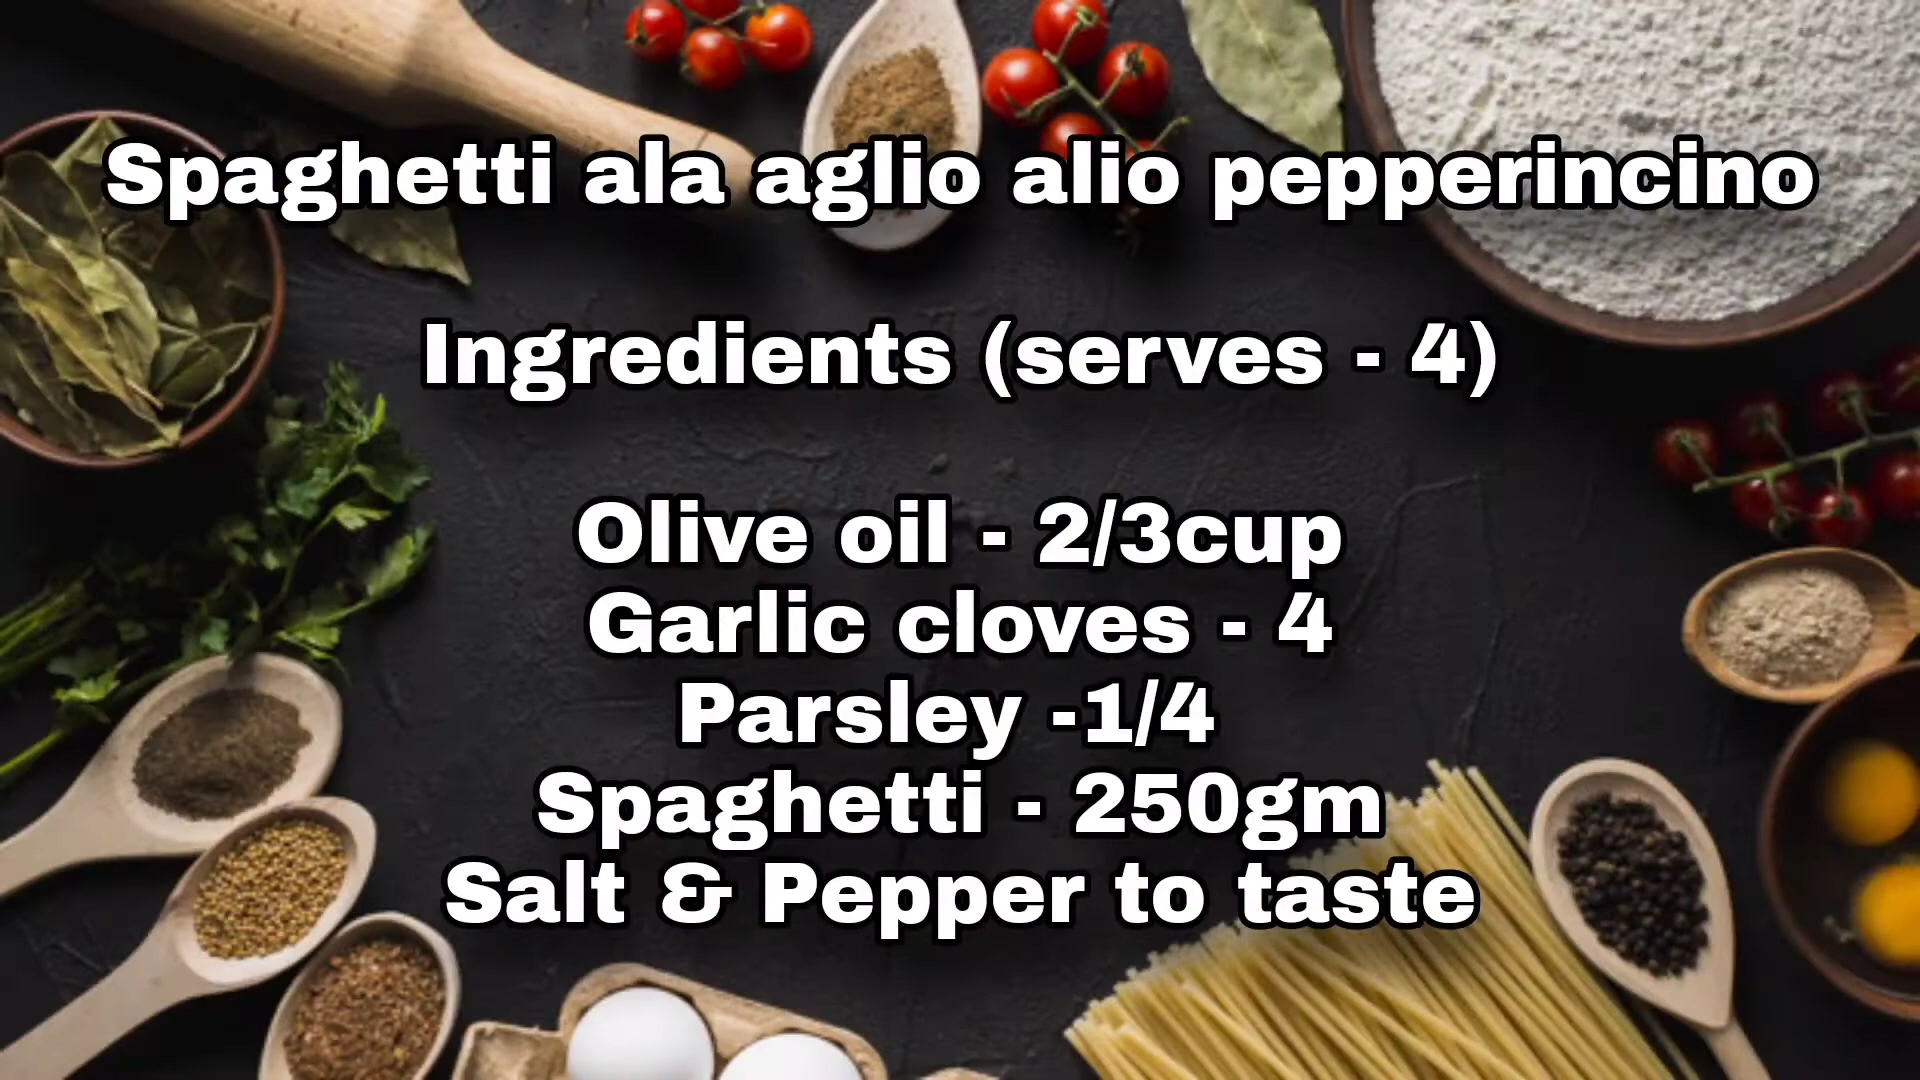 Spaghetti ala aglio alio pepperincino
Ingredients (serves - 4)
Olive oil - 2/3cup
Garlic cloves - 4
Parsley -1/4
Spaghetti - 250gm
Salt & Pepper to taste